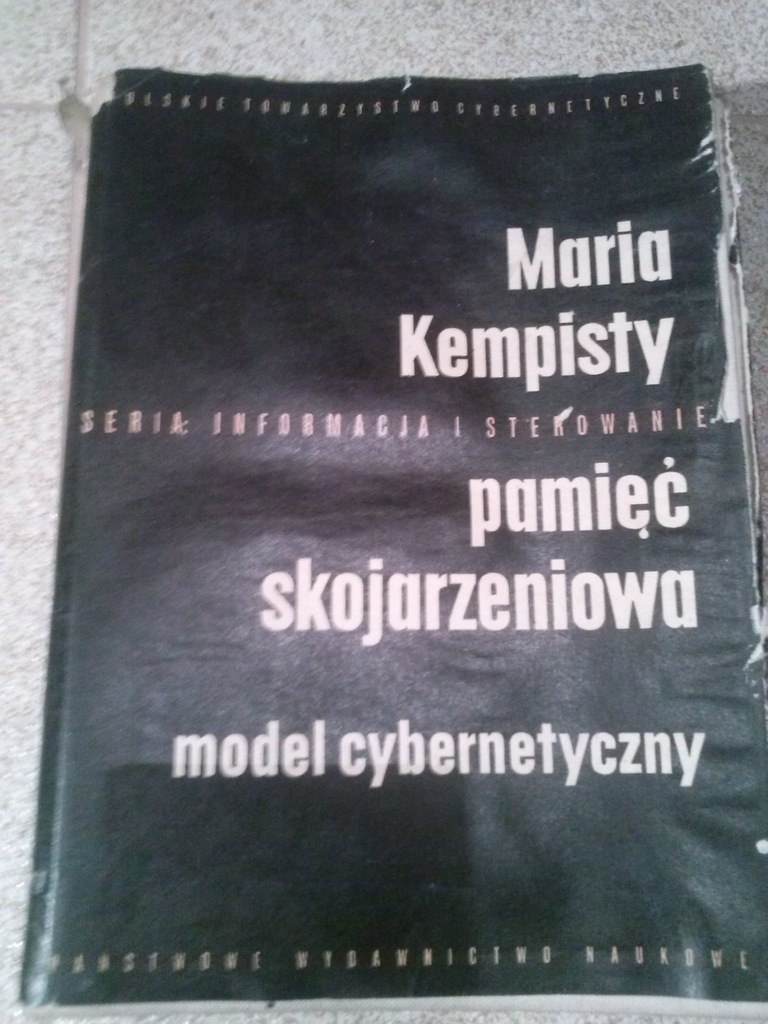 POLSKIE TOWARZYSTWO CYBERNETYCZNE
Maria
Kempisty
SERIA: INFORMACJA I STEROWANIE
pamięć
skojarzeniowa
model cybernetyczny
PAŃSTWOWE WYDAWNICTWO NAUKOWE